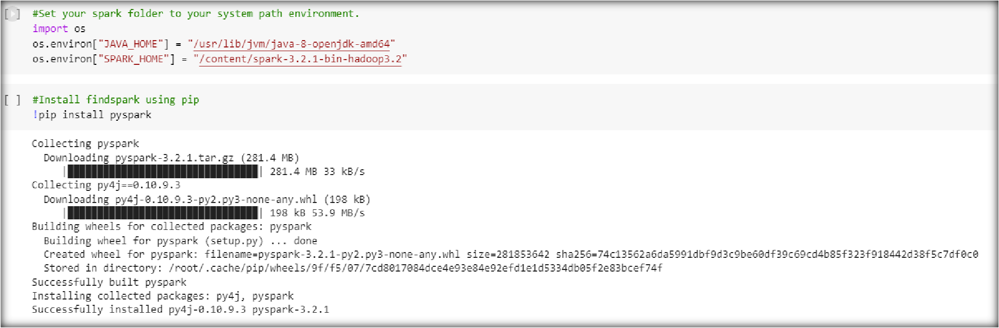 #Set your spark folder to your system path environment.
import os
os.environ["JAVA_HOME"] = "/usr/lib/jvm/java-8-openjdk-amd64"
os.environ["SPARK_HOME"] = "/content/spark-3.2.1-bin-hadoop3.2"
[ ] #Install findspark using pip
!pip install pyspark
Collecting pyspark
Downloading pyspark-3.2.1.tar.gz (281.4 MB)
|████████████████████████████████| 281.4 MB 33 kB/s
Collecting py4j==0.10.9.3
Downloading py4j-0.10.9.3-py2.py3-none-any.whl (198 kB)
|████████████████████████████████| 198 kB 53.9 MB/s
Building wheels for collected packages: pyspark
Building wheel for pyspark (setup.py) ... done
Created wheel for pyspark: filename=pyspark-3.2.1-py2.py3-none-any.whl size=281853642 sha256=74c13562a6da5991dbf9d3c9be60df39c69cd4b85f323f918442d38f5c7df0c0
Stored in directory: /root/.cache/pip/wheels/9f/f5/07/7cd8017084dce4e93e84e92efd1e1d5334db05f2e83bcef74f
Successfully built pyspark
Installing collected packages: py4j, pyspark
Successfully installed py4j-0.10.9.3 pyspark-3.2.1